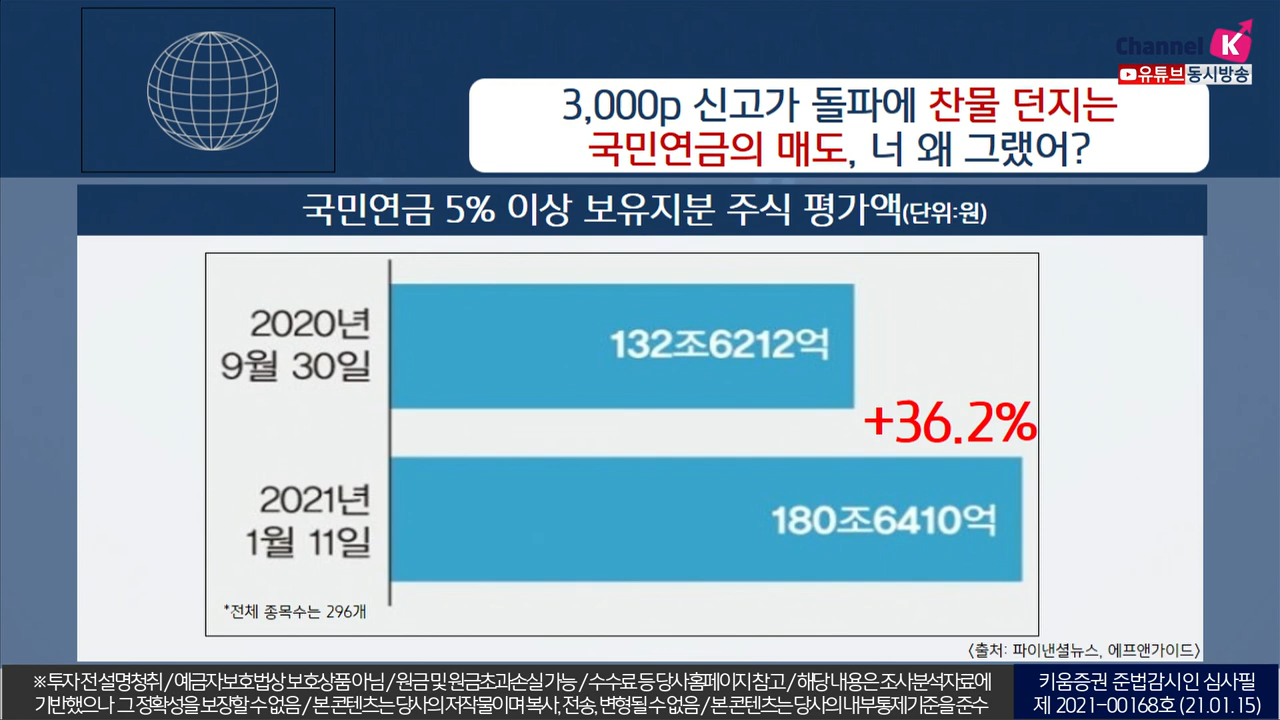 Channel K
유튜브 동시방송
3,000p 신고가 돌파에 찬물 던지는
국민연금의 매도, 너 왜 그랬어?
국민연금 5% 이상 보유지분 주식 평가액(단위:원)
2020년
9월 30일
132조6212억
+36.2%
2021년
1월 11일
180조6410억
*전체 종목수는 296개
<출처: 파이낸셜뉴스, 에프앤가이드>
※ 투자 전 설명청취 / 예금자보호법상 보호상품 아님 / 원금 및 원금초과손실 가능 / 수수료 등 당사홈페이지 참고 / 해당 내용은 조사분석자료에
기반했으나 그 정확성을 보장할 수 없음 / 본 콘텐츠는 당사의 저작물이며 복사, 전송, 변형될 수 없음 / 본 콘텐츠는 당사의 내부통제기준을 준수
키움증권 준법감시인 심사필
제 2021-00168호 (21.01.15)